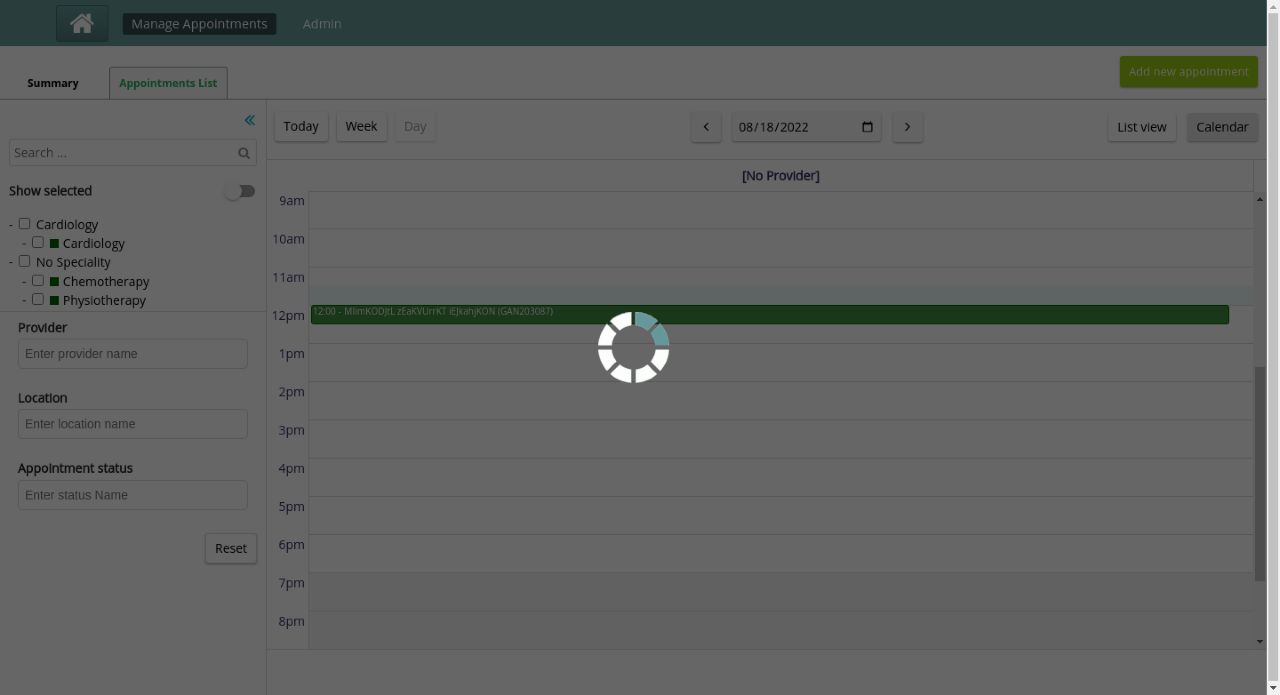 Manage Appointments
Admin
Summary
Appointments List
Add new appointment
Today
Week
Day
08/18/2022
List view
Calendar
Search ...
Show selected
- Cardiology
- Cardiology
- No Speciality
- Chemotherapy
- Physiotherapy
Provider
Enter provider name
Location
Enter location name
Appointment status
Enter status Name
Reset
[No Provider]
9am
10am
11am
12pm
12:00 - (GAN203087)
1pm
2pm
3pm
4pm
5pm
6pm
7pm
8pm